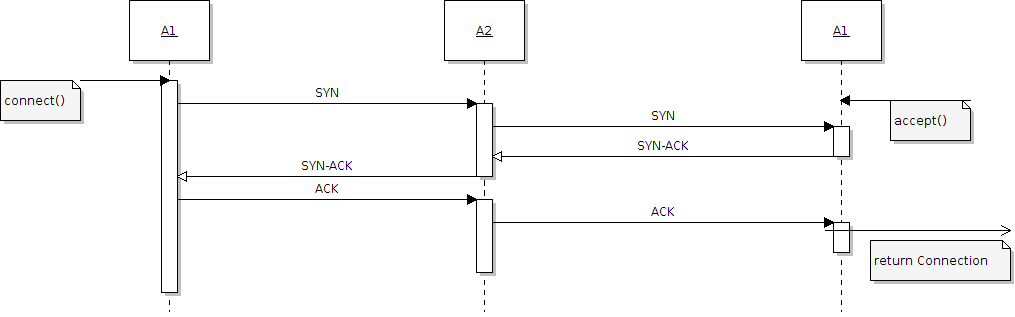 A1
A2
A1
connect()
SYN
SYN
accept()
SYN-ACK
SYN-ACK
ACK
ACK
return Connection